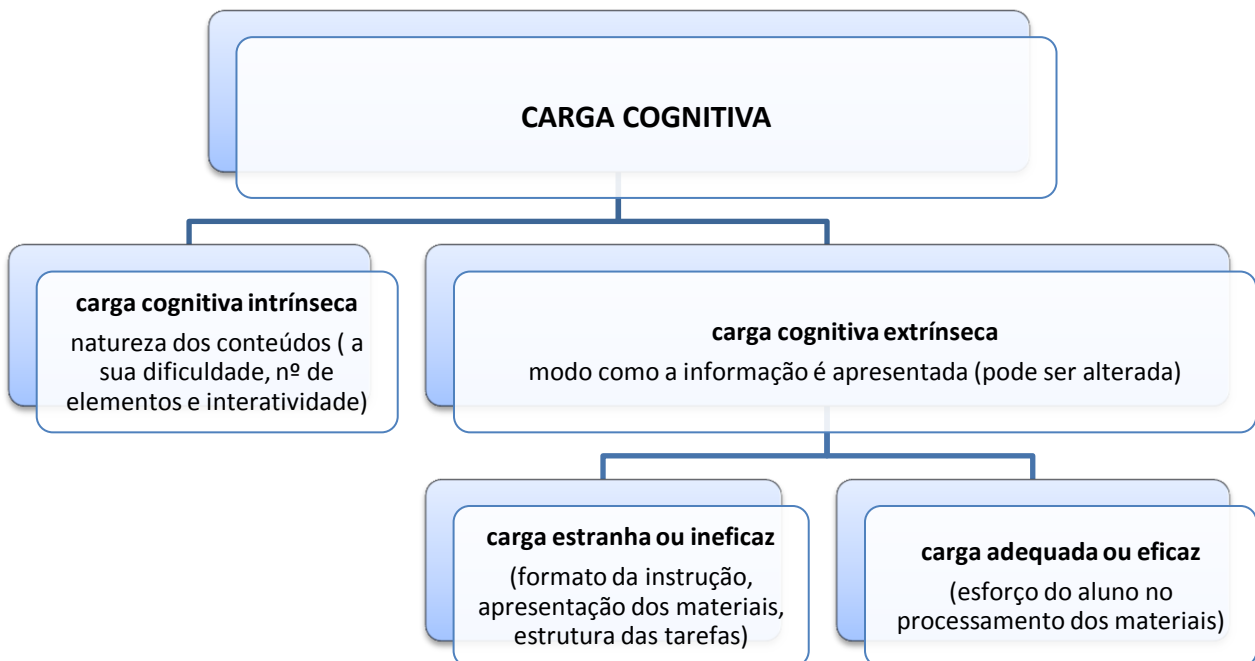 CARGA COGNITIVA
carga cognitiva intrínseca
natureza dos conteúdos ( a
sua dificuldade, nº de
elementos e interatividade)
carga cognitiva extrínseca
modo como a informação é apresentada (pode ser alterada)
carga estranha ou ineficaz
(formato da instrução,
apresentação dos materiais,
estrutura das tarefas)
carga adequada ou eficaz
(esforço do aluno no
processamento dos materiais)